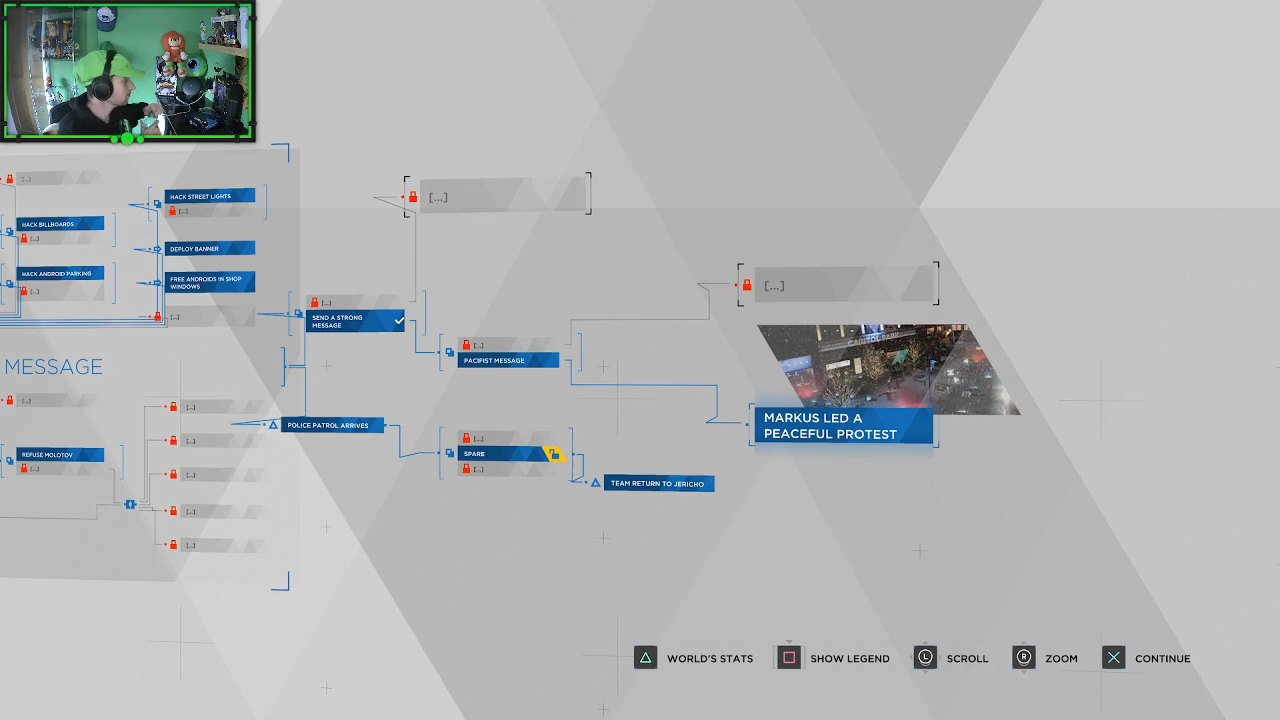 [...]
HACK STREET LIGHTS
[...]
[...]
HACK BILLBOARDS
[...]
DEPLOY BANNER
HACK ANDROID PARKING
[...]
FREE ANDROIDS IN SHOP
WINDOWS
[...]
[...]
SEND A STRONG
MESSAGE
[...]
PACIFIST MESSAGE
[...]
CAPITOL PARK
MARKUS LED A
PEACEFUL PROTEST
MESSAGE
[...]
[...]
POLICE PATROL ARRIVES
[...]
[...]
SPARE
[...]
REFUSE MOLOTOV
[...]
[...]
TEAM RETURN TO JERICHO
[...]
[...]
WORLD'S STATS
SHOW LEGEND
L
SCROLL
R
ZOOM
CONTINUE